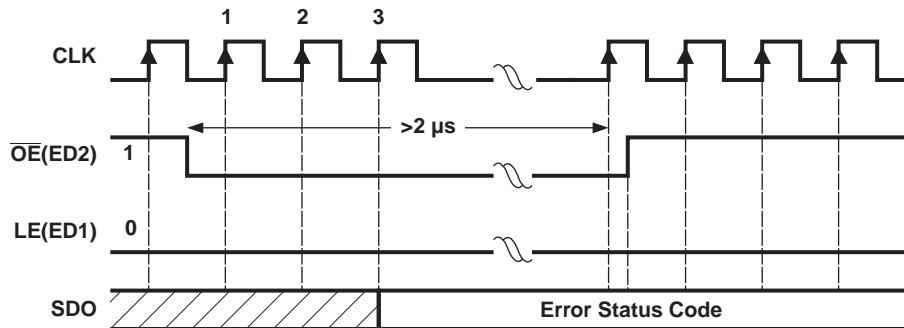 1 2 3
CLK
>2 µs
OE(ED2) 1
LE(ED1) 0
SDO Error Status Code